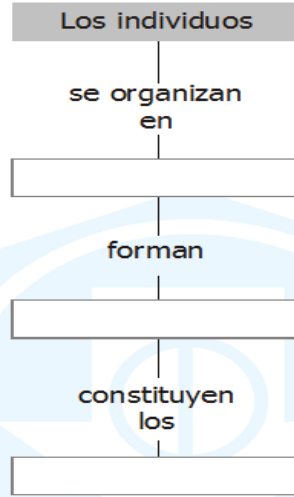 Los individuos
se organizan
en
forman
constituyen
los